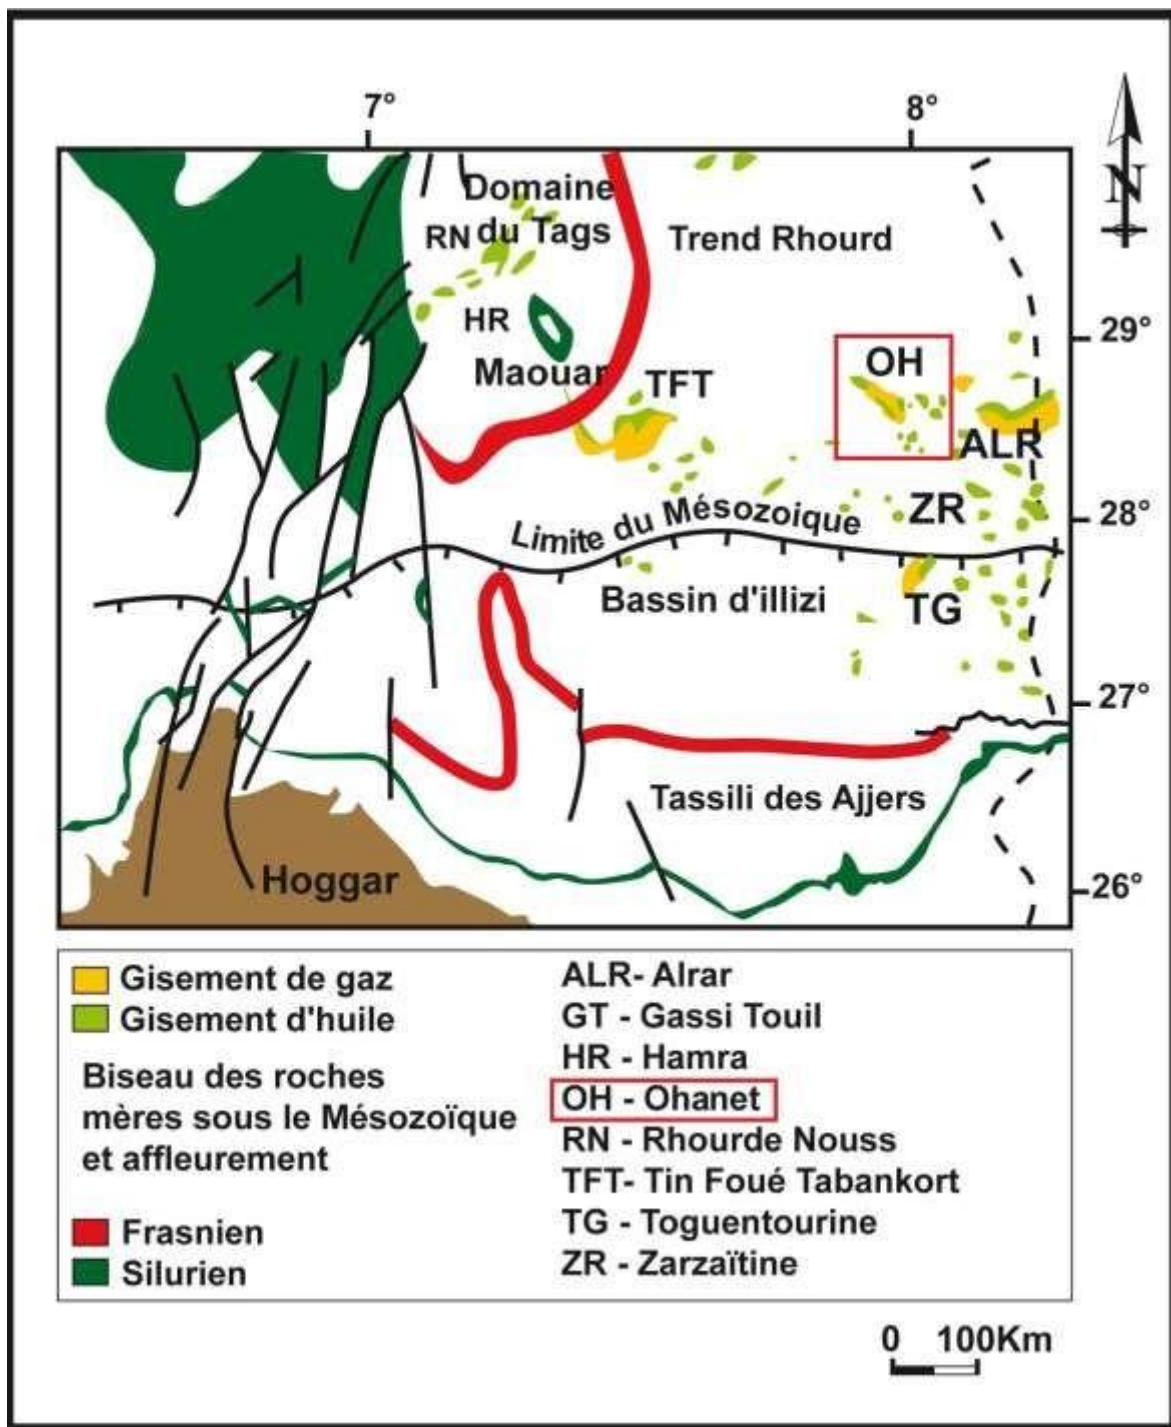 7°
8°
N
Domaine
du Tags
RN
Trend Rhourd
HR
Maouar
TFT
OH
ALR
ZR
29°
28°
27°
26°
Limite du Mésozoique
Bassin d'illizi
TG
Tassili des Ajjers
Hoggar
Gisement de gaz
Gisement d'huile
Biseau des roches
mères sous le Mésozoïque
et affleurement
Frasnien
Silurien
ALR- Alrar
GT - Gassi Touil
HR - Hamra
OH - Ohanet
RN - Rhourde Nouss
TFT- Tin Foué Tabankort
TG - Toguentourine
ZR - Zarzaïtine
0 100Km